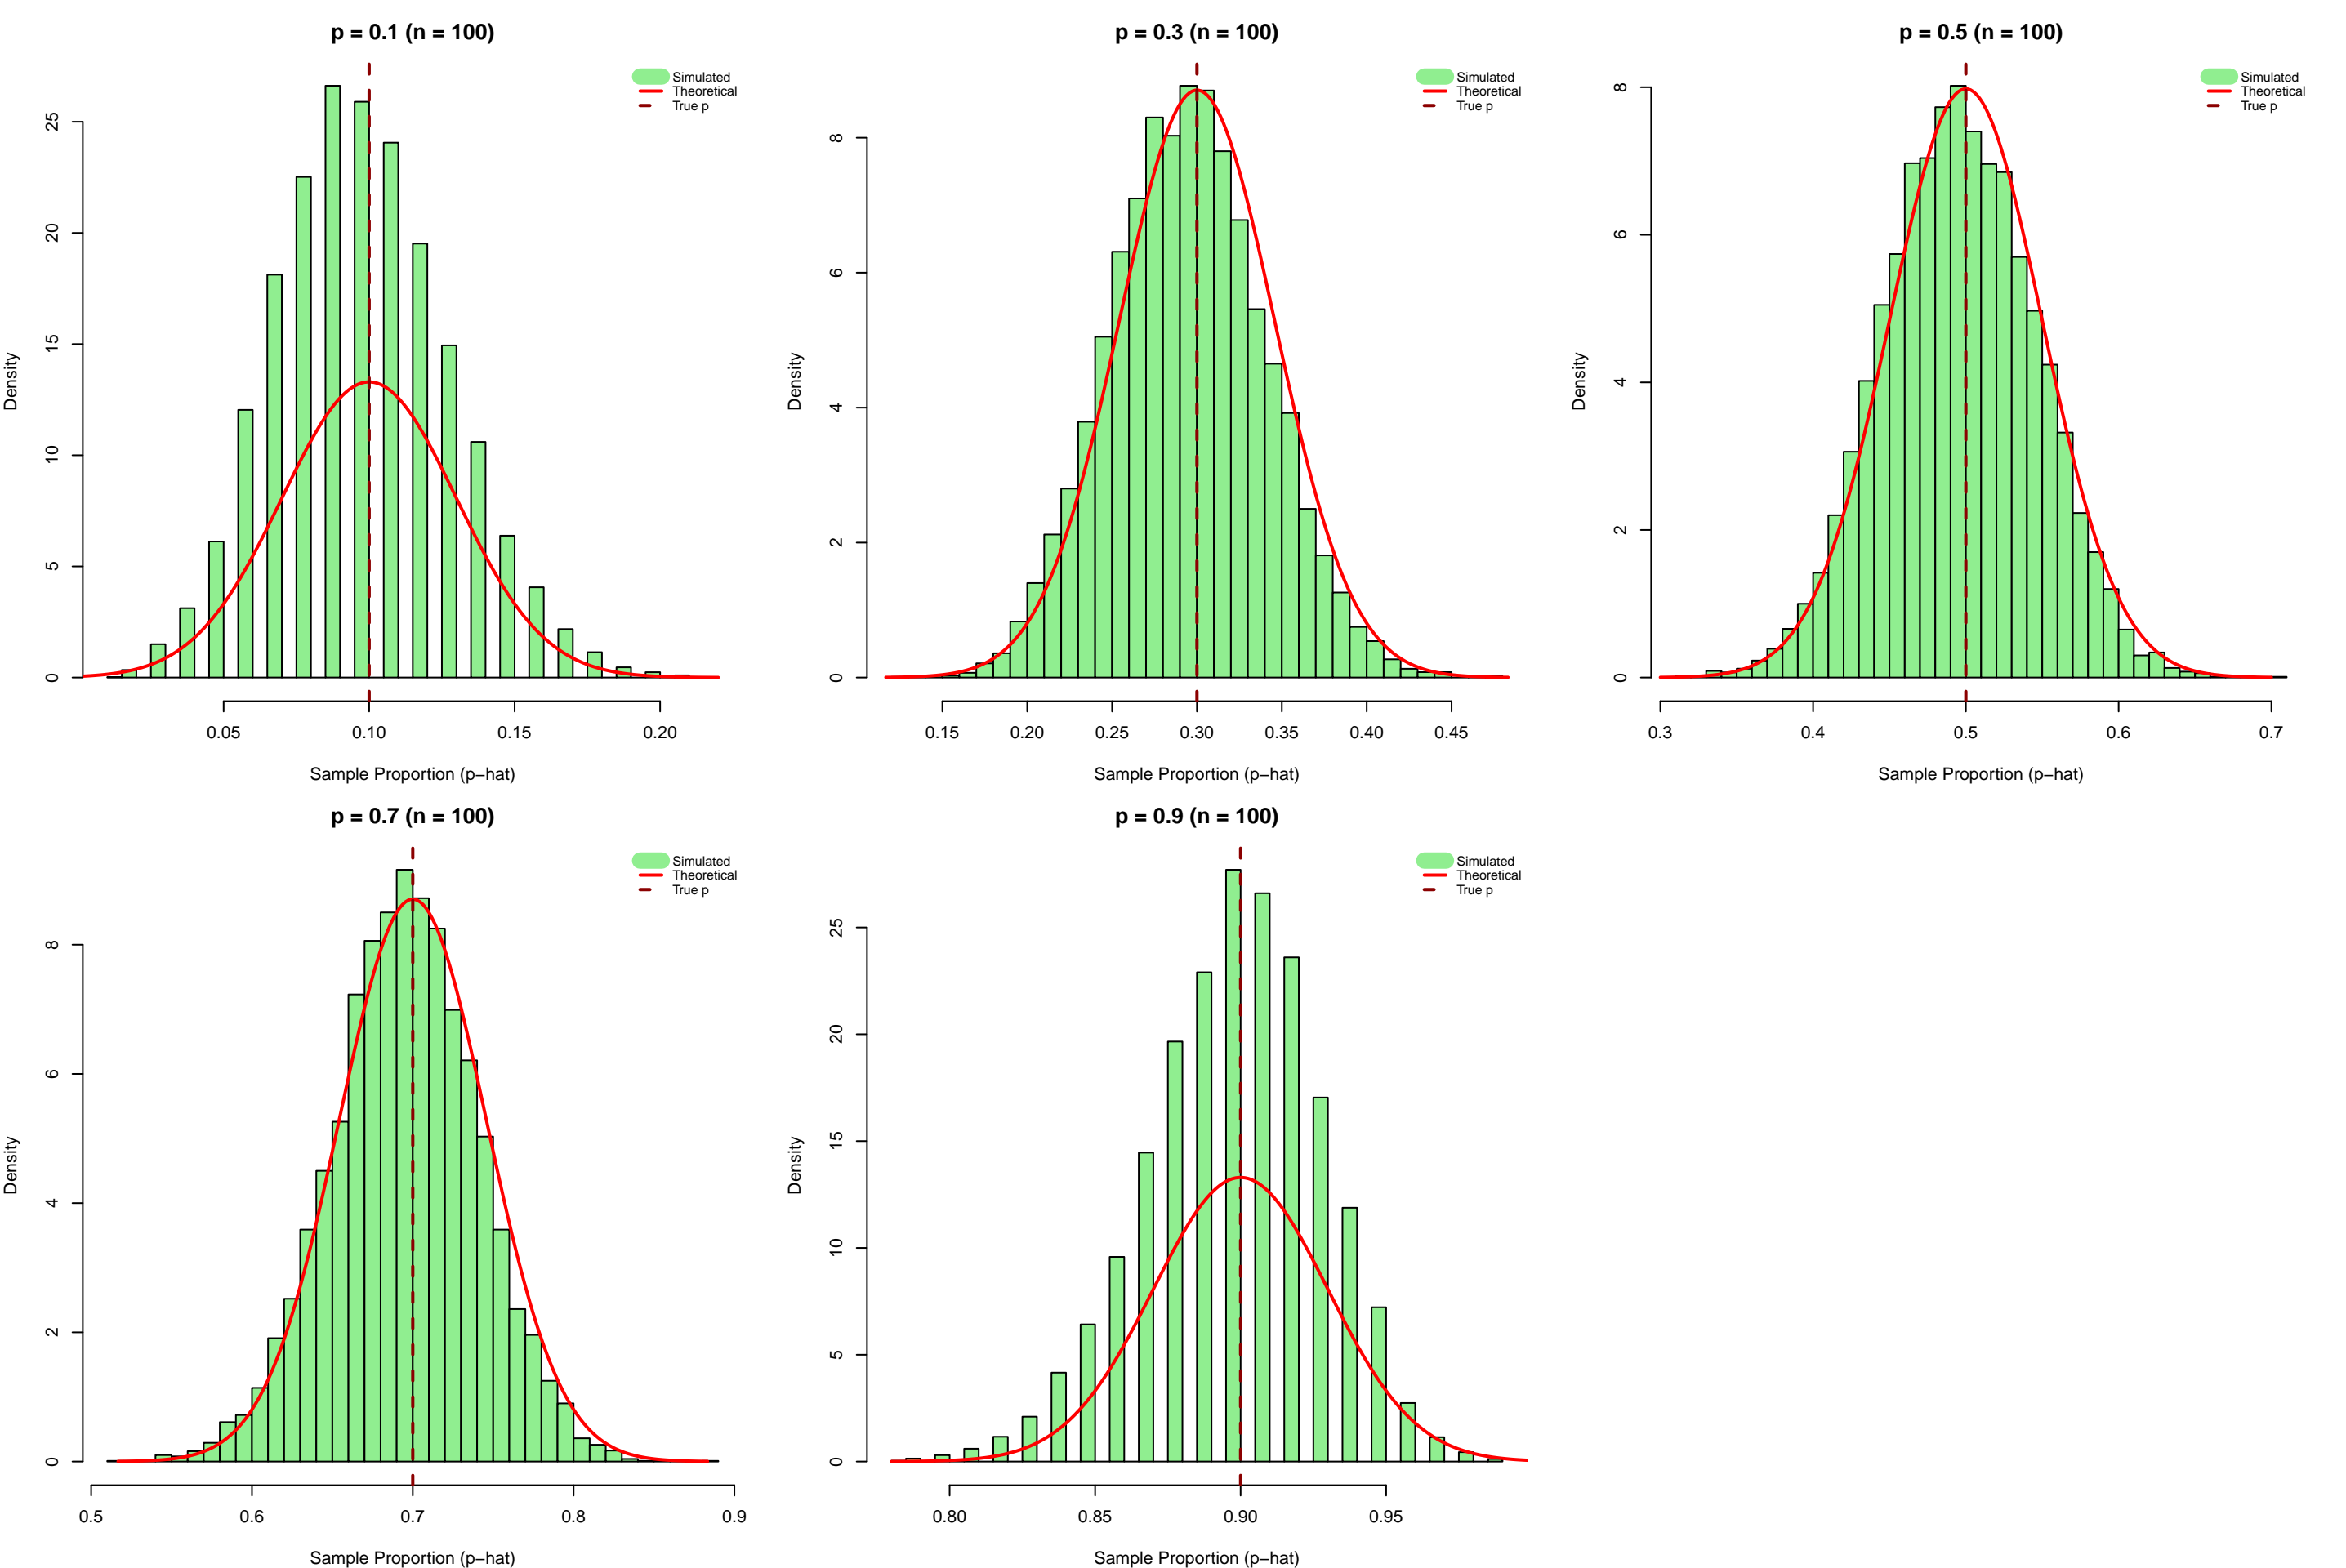 p = 0.1 (n = 100)
Simulated
Theoretical
True p
Density
0
5
10
15
20
25
0.05 0.10 0.15 0.20
Sample Proportion (p−hat)
p = 0.3 (n = 100)
Simulated
Theoretical
True p
Density
0
2
4
6
8
0.15 0.20 0.25 0.30 0.35 0.40 0.45
Sample Proportion (p−hat)
p = 0.5 (n = 100)
Simulated
Theoretical
True p
Density
0
2
4
6
8
0.3 0.4 0.5 0.6 0.7
Sample Proportion (p−hat)
p = 0.7 (n = 100)
Simulated
Theoretical
True p
Density
0
2
4
6
8
0.5 0.6 0.7 0.8 0.9
Sample Proportion (p−hat)
p = 0.9 (n = 100)
Simulated
Theoretical
True p
Density
0
5
10
15
20
25
0.80 0.85 0.90 0.95
Sample Proportion (p−hat)